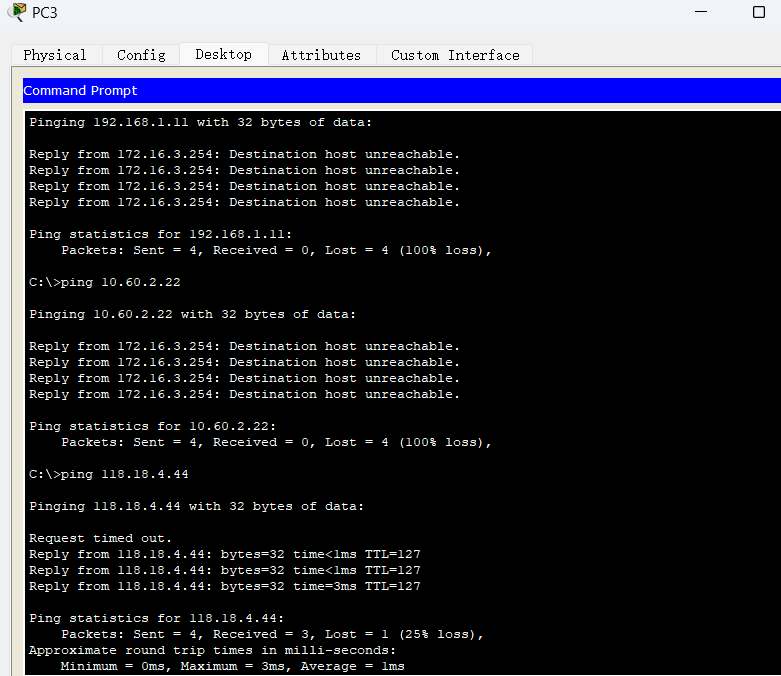 PC3
Physical Config Desktop Attributes Custom Interface
Command Prompt
Pinging 192.168.1.11 with 32 bytes of data:
Reply from 172.16.3.254: Destination host unreachable.
Reply from 172.16.3.254: Destination host unreachable.
Reply from 172.16.3.254: Destination host unreachable.
Reply from 172.16.3.254: Destination host unreachable.
Ping statistics for 192.168.1.11:
Packets: Sent = 4, Received = 0, Lost = 4 (100% loss),
C:\>ping 10.60.2.22
Pinging 10.60.2.22 with 32 bytes of data:
Reply from 172.16.3.254: Destination host unreachable.
Reply from 172.16.3.254: Destination host unreachable.
Reply from 172.16.3.254: Destination host unreachable.
Reply from 172.16.3.254: Destination host unreachable.
Ping statistics for 10.60.2.22:
Packets: Sent = 4, Received = 0, Lost = 4 (100% loss),
C:\>ping 118.18.4.44
Pinging 118.18.4.44 with 32 bytes of data:
Request timed out.
Reply from 118.18.4.44: bytes=32 time<1ms TTL=127
Reply from 118.18.4.44: bytes=32 time<1ms TTL=127
Reply from 118.18.4.44: bytes=32 time=3ms TTL=127
Ping statistics for 118.18.4.44:
Packets: Sent = 4, Received = 3, Lost = 1 (25% loss),
Approximate round trip times in milli-seconds:
Minimum = 0ms, Maximum = 3ms, Average = 1ms